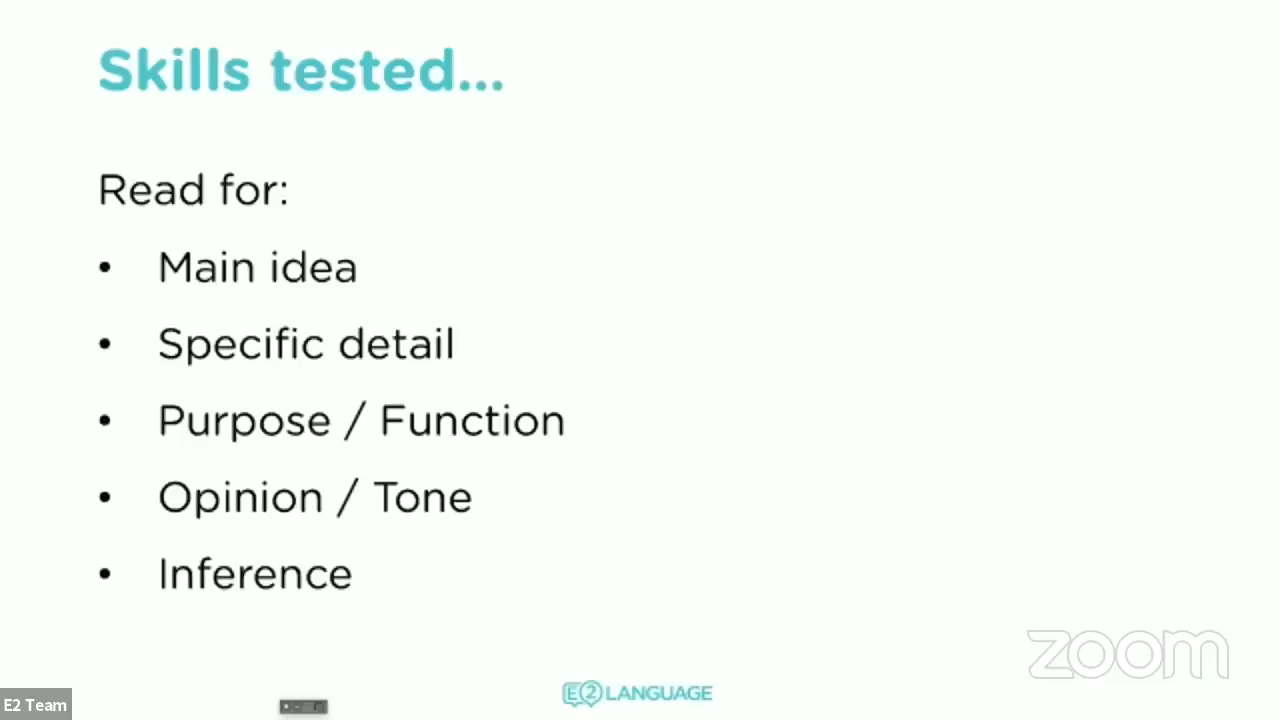 Skills tested...
Read for:
• Main idea
• Specific detail
• Purpose / Function
• Opinion / Tone
• Inference
zoom
E2 LANGUAGE
E2 Team